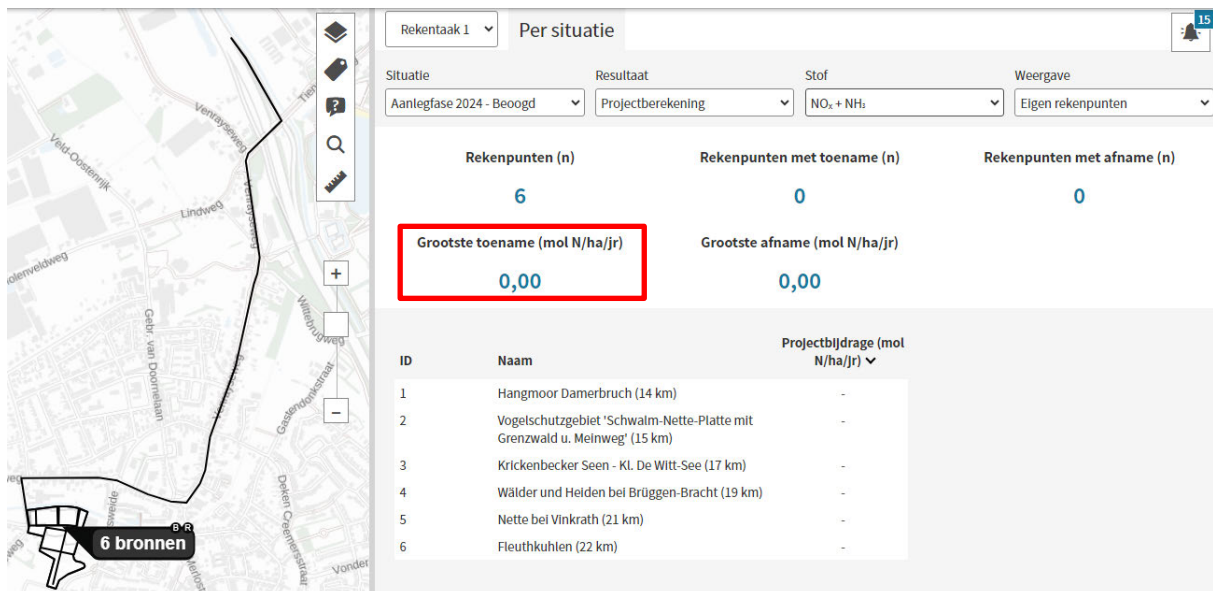 Rekentaak 1
Per situatie
15
Situatie
Resultaat
Stof
Weergave
Aanlegfase 2024 - Beoogd
Projectberekening
NOₓ + NH₃
Eigen rekenpunten
Rekenpunten (n)
Rekenpunten met toename (n)
Rekenpunten met afname (n)
6
0
0
Grootste toename (mol N/ha/jr)
Grootste afname (mol N/ha/jr)
0,00
0,00
ID
Naam
Projectbijdrage (mol
N/ha/jr)
1 Hangmoor Damerbruch (14 km) -
2 Vogelschutzgebiet 'Schwalm-Nette-Platte mit -
Grenzwald u. Meinweg' (15 km)
3 Krickenbecker Seen - Kl. De Witt-See (17 km) -
4 Wälder und Heiden bei Brüggen-Bracht (19 km) -
5 Nette bei Vinkrath (21 km) -
6 Fleuthkuhlen (22 km) -
Venrayseweg
Veld-Oostenrijk
Lindweg
Venrayseweg
olenveldweg
Wittebrugweg
Gebr. van Doornelaan
Gastendonkstraat
Deken Creemersstraat
sweide
B R
6 bronnen
Vonder
+
−